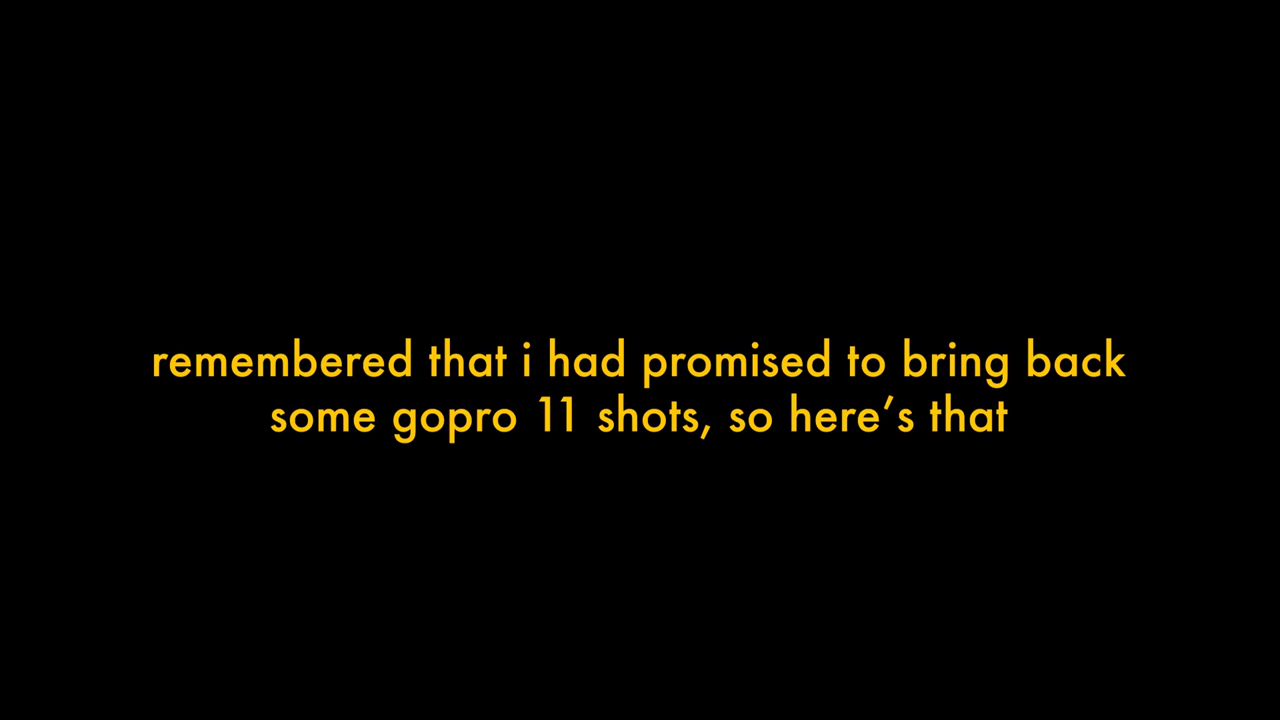 remembered that i had promised to bring back
some gopro 11 shots, so here’s that